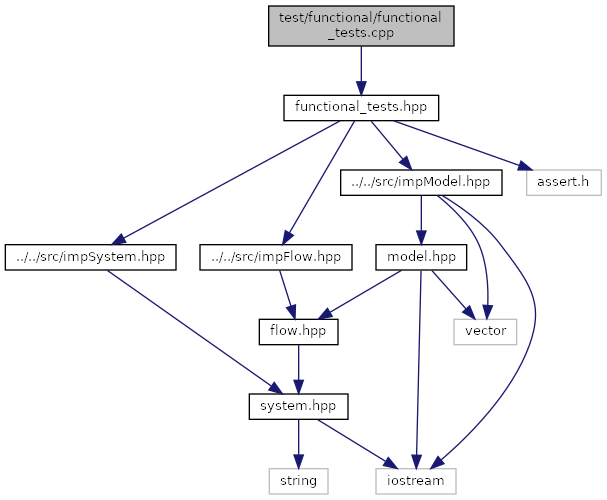 test/functional/functional
_tests.cpp
functional_tests.hpp
../../src/impModel.hpp
assert.h
../../src/impSystem.hpp
../../src/impFlow.hpp
model.hpp
flow.hpp
vector
system.hpp
string
iostream